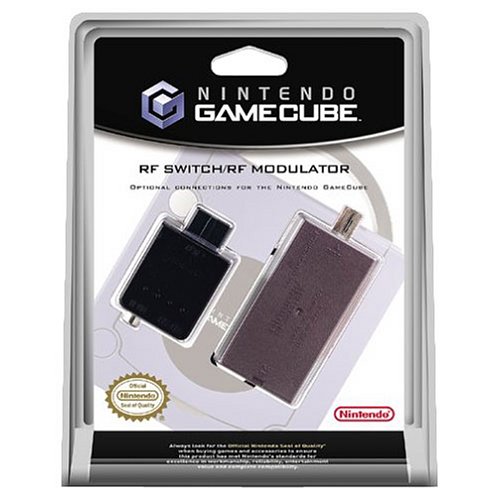 NINTENDO
GAMECUBE™
RF SWITCH/RF MODULATOR
OPTIONAL CONNECTIONS FOR THE NINTENDO GAMECUBE
Official
Nintendo
Seal of Quality
Nintendo
Always look for the Official Nintendo Seal of Quality
when buying games and accessories to ensure
this product has met Nintendo's standards for
excellence in workmanship, reliability, entertainment
value and complete compatibility.